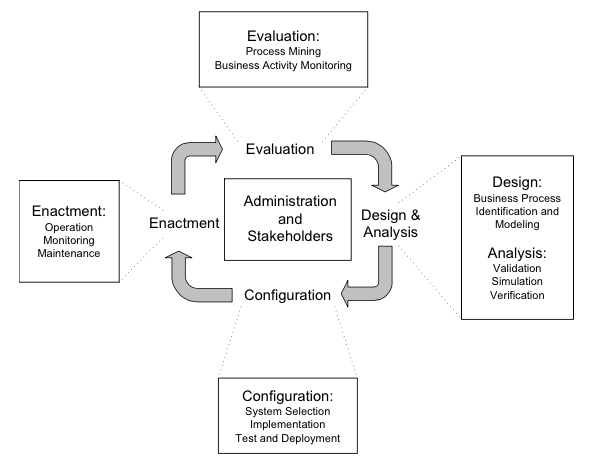 Evaluation:
Process Mining
Business Activity Monitoring
Evaluation
Enactment:
Operation
Monitoring
Maintenance
Enactment
Administration
and
Stakeholders
Design &
Analysis
Design:
Business Process
Identification and
Modeling
Analysis:
Validation
Simulation
Verification
Configuration
Configuration:
System Selection
Implementation
Test and Deployment